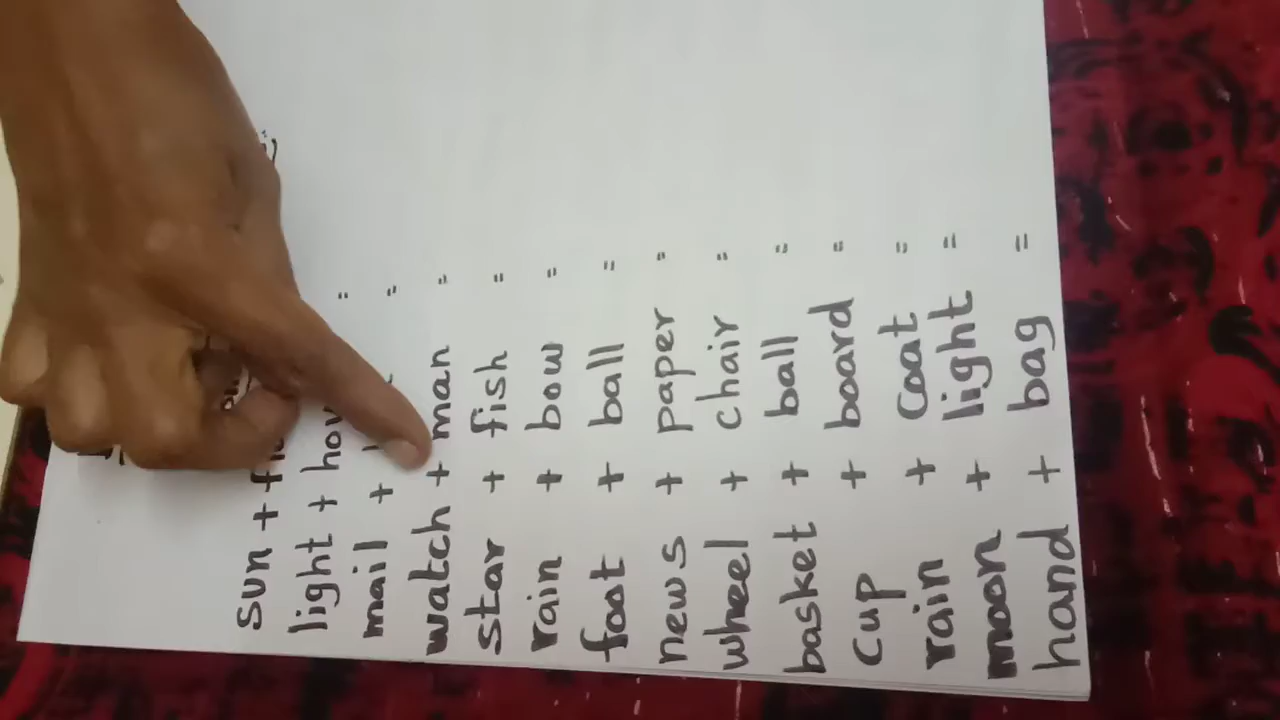 sun +
light +
mail +
watch + man =
star + fish =
rain + bow =
foot + ball =
news + paper =
wheel + chair =
basket + ball =
cup + board =
rain + coat =
moon + light =
hand + bag =